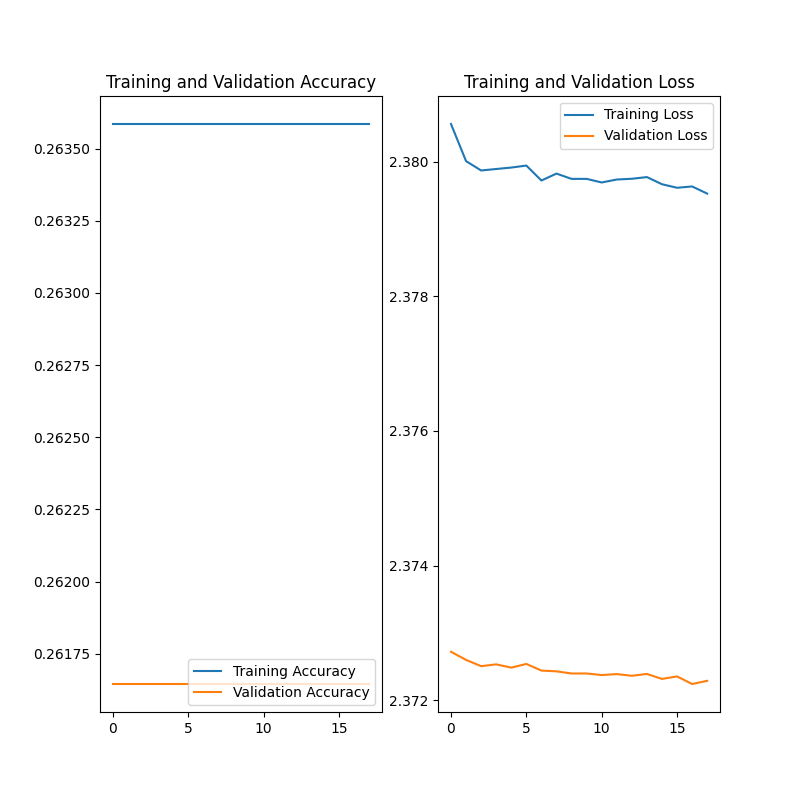 Training and Validation Accuracy
0.26350
0.26325
0.26300
0.26275
0.26250
0.26225
0.26200
0.26175
Training Accuracy
Validation Accuracy
0 5 10 15
Training and Validation Loss
Training Loss
Validation Loss
2.380
2.378
2.376
2.374
2.372
0 5 10 15